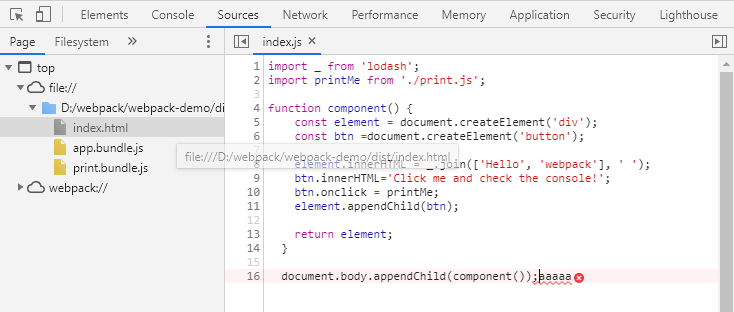 Elements Console Sources Network Performance Memory Application Security Lighthouse
Page Filesystem »
index.js ×
top
file://
D:/webpack/webpack-demo/di
index.html
app.bundle.js
print.bundle.js
webpack://
file:///D:/webpack/webpack-demo/dist/index.html
1 import _ from 'lodash';
2 import printMe from './print.js';
3
4 function component() {
5 const element = document.createElement('div');
6 const btn =document.createElement('button');
8 element.innerHTML = _.join(['Hello', 'webpack'], ' ');
9 btn.innerHTML='Click me and check the console!';
10 btn.onclick = printMe;
11 element.appendChild(btn);
12
13 return element;
14 }
15
16 document.body.appendChild(component());aaaaa